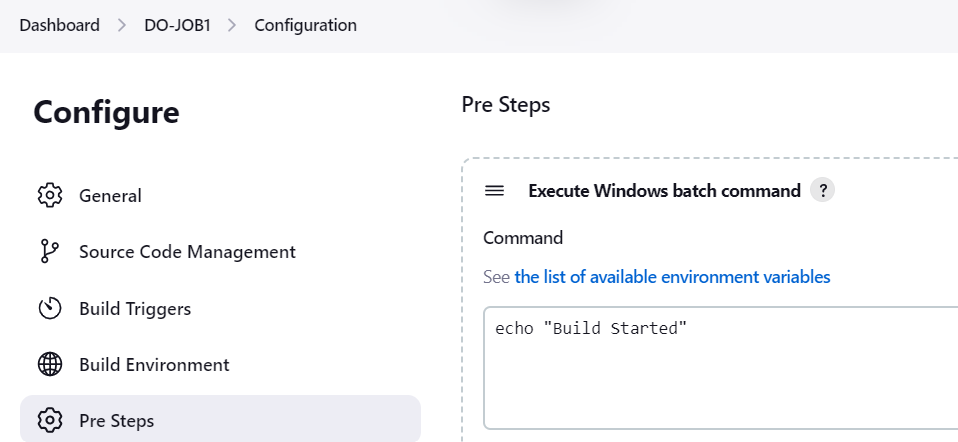 Dashboard > DO-JOB1 > Configuration
Configure
General
Source Code Management
Build Triggers
Build Environment
Pre Steps
Pre Steps
Execute Windows batch command ?
Command
See the list of available environment variables
echo "Build Started"